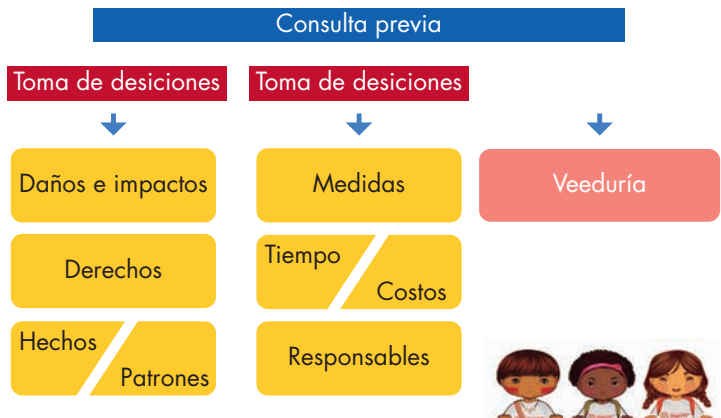 Consulta previa
Toma de desiciones
Toma de desiciones
Daños e impactos
Medidas
Veeduría
Derechos
Tiempo
Costos
Hechos
Patrones
Responsables